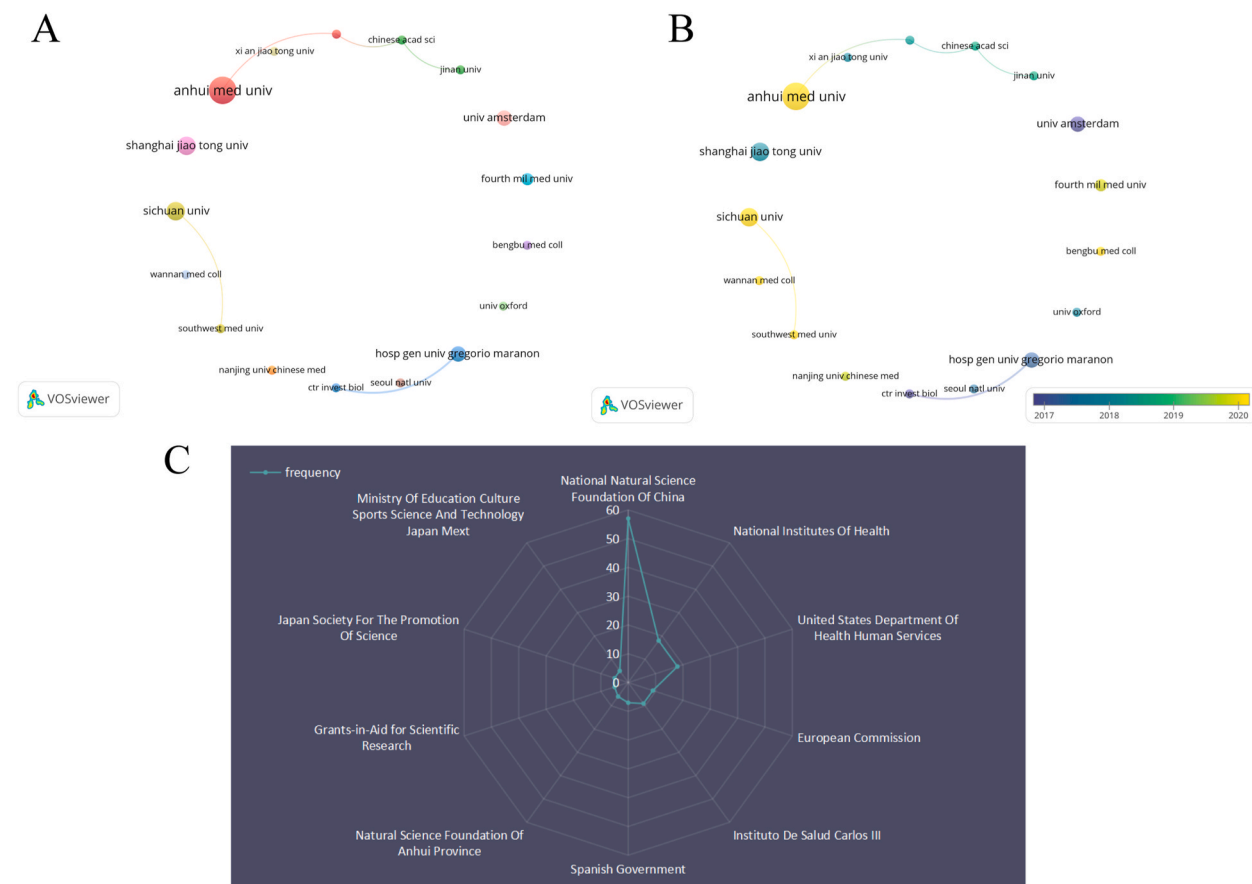 A
xi an jiao tong univ
chinese acad sci
jinan univ
anhui med univ
univ amsterdam
shanghai jiao tong univ
fourth mil med univ
sichuan univ
bengbu med coll
wannan med coll
univ oxford
southwest med univ
hosp gen univ gregorio maranon
nanjing univ chinese med
seoul natl univ
ctr invest biol
VOSviewer
B
xi an jiao tong univ
chinese acad sci
jinan univ
anhui med univ
univ amsterdam
shanghai jiao tong univ
fourth mil med univ
sichuan univ
bengbu med coll
wannan med coll
univ oxford
southwest med univ
hosp gen univ gregorio maranon
nanjing univ chinese med
seoul natl univ
ctr invest biol
VOSviewer
2017 2018 2019 2020
C
frequency
National Natural Science
Foundation Of China
Ministry Of Education Culture
Sports Science And Technology
Japan Mext
National Institutes Of Health
60
50
40
30
20
10
0
Japan Society For The Promotion
Of Science
United States Department Of
Health Human Services
Grants-in-Aid for Scientific
Research
European Commission
Natural Science Foundation Of
Anhui Province
Instituto De Salud Carlos III
Spanish Government